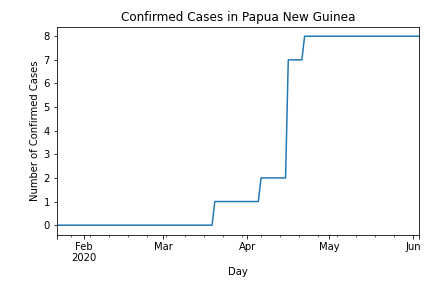 Confirmed Cases in Papua New Guinea
Number of Confirmed Cases
8
7
6
5
4
3
2
1
0
Feb Mar Apr May Jun
2020
Day